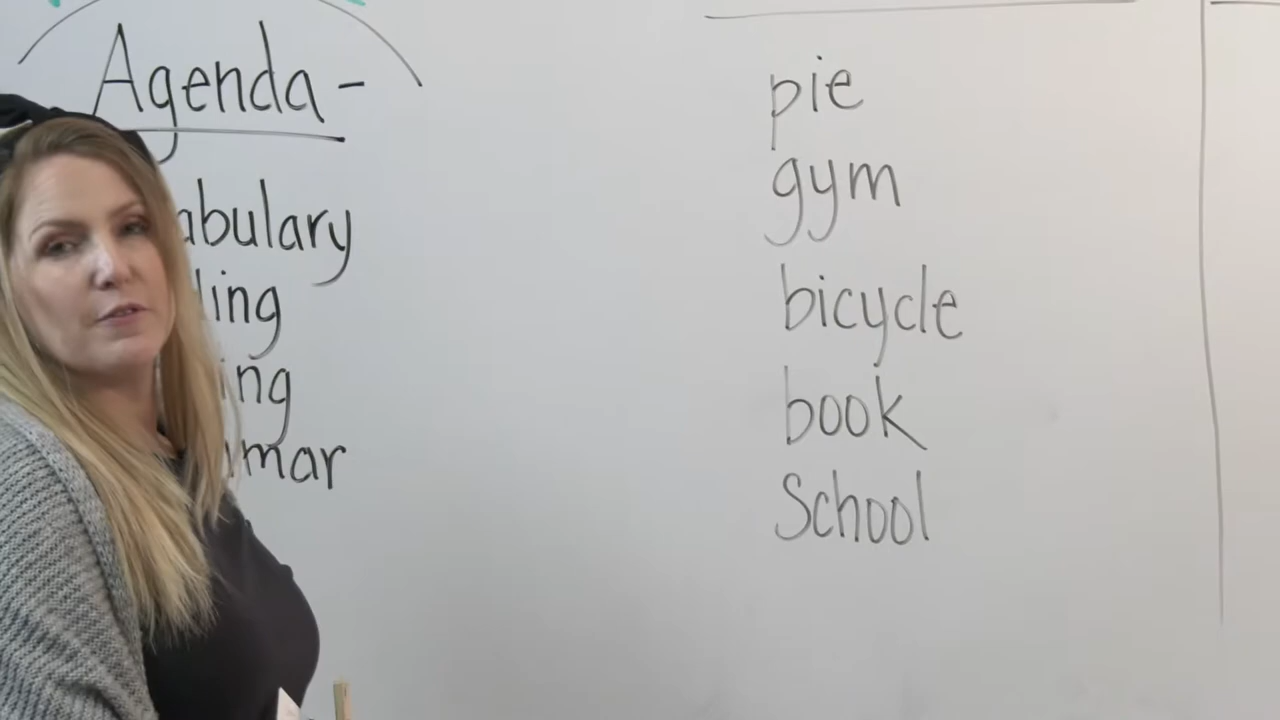 Agenda -
abulary
ling
ing
mar
pie
gym
bicycle
book
School